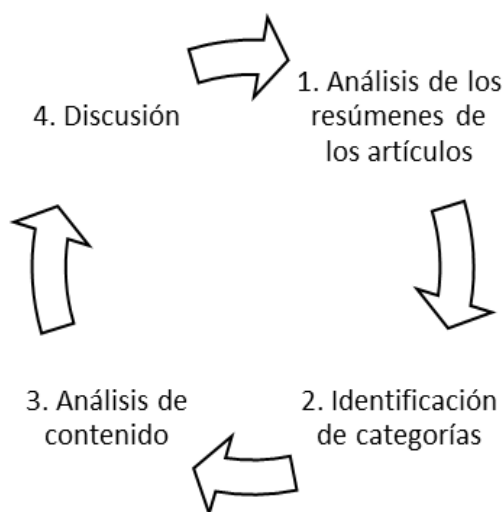 1. Análisis de los
resúmenes de
los artículos
2. Identificación
de categorías
3. Análisis de
contenido
4. Discusión